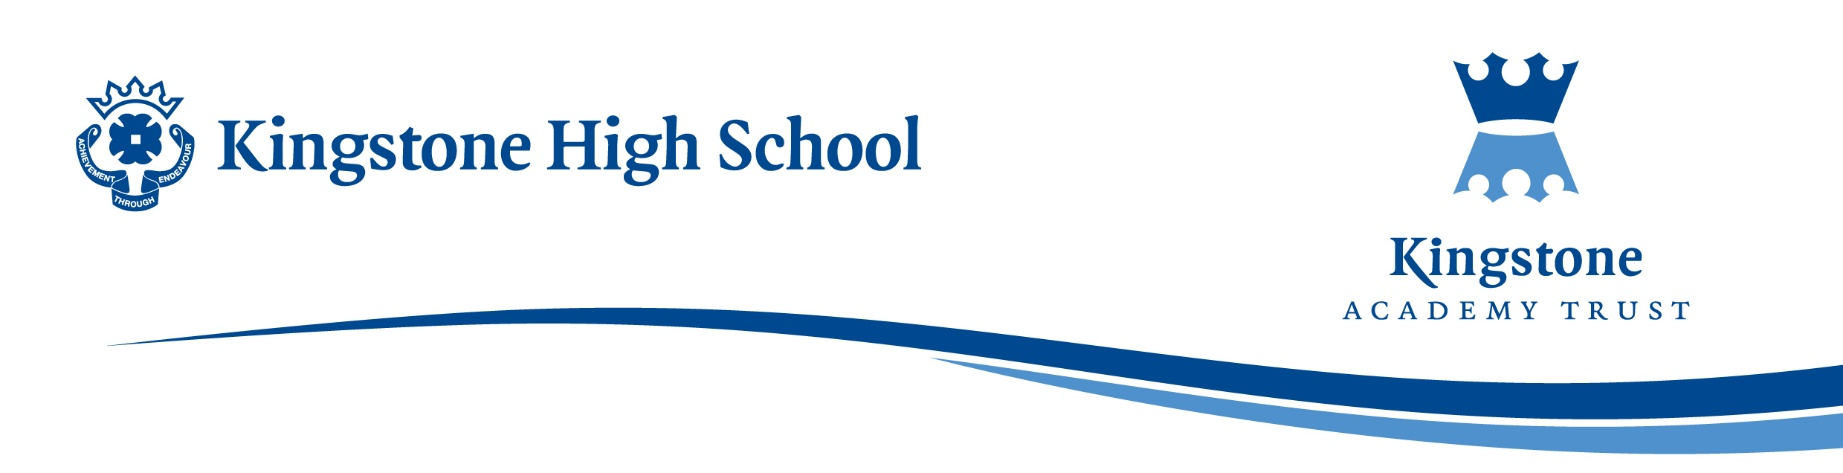 ACHIEVEMENT
THROUGH
ENDEAVOUR
Kingstone High School
Kingstone
ACADEMY TRUST